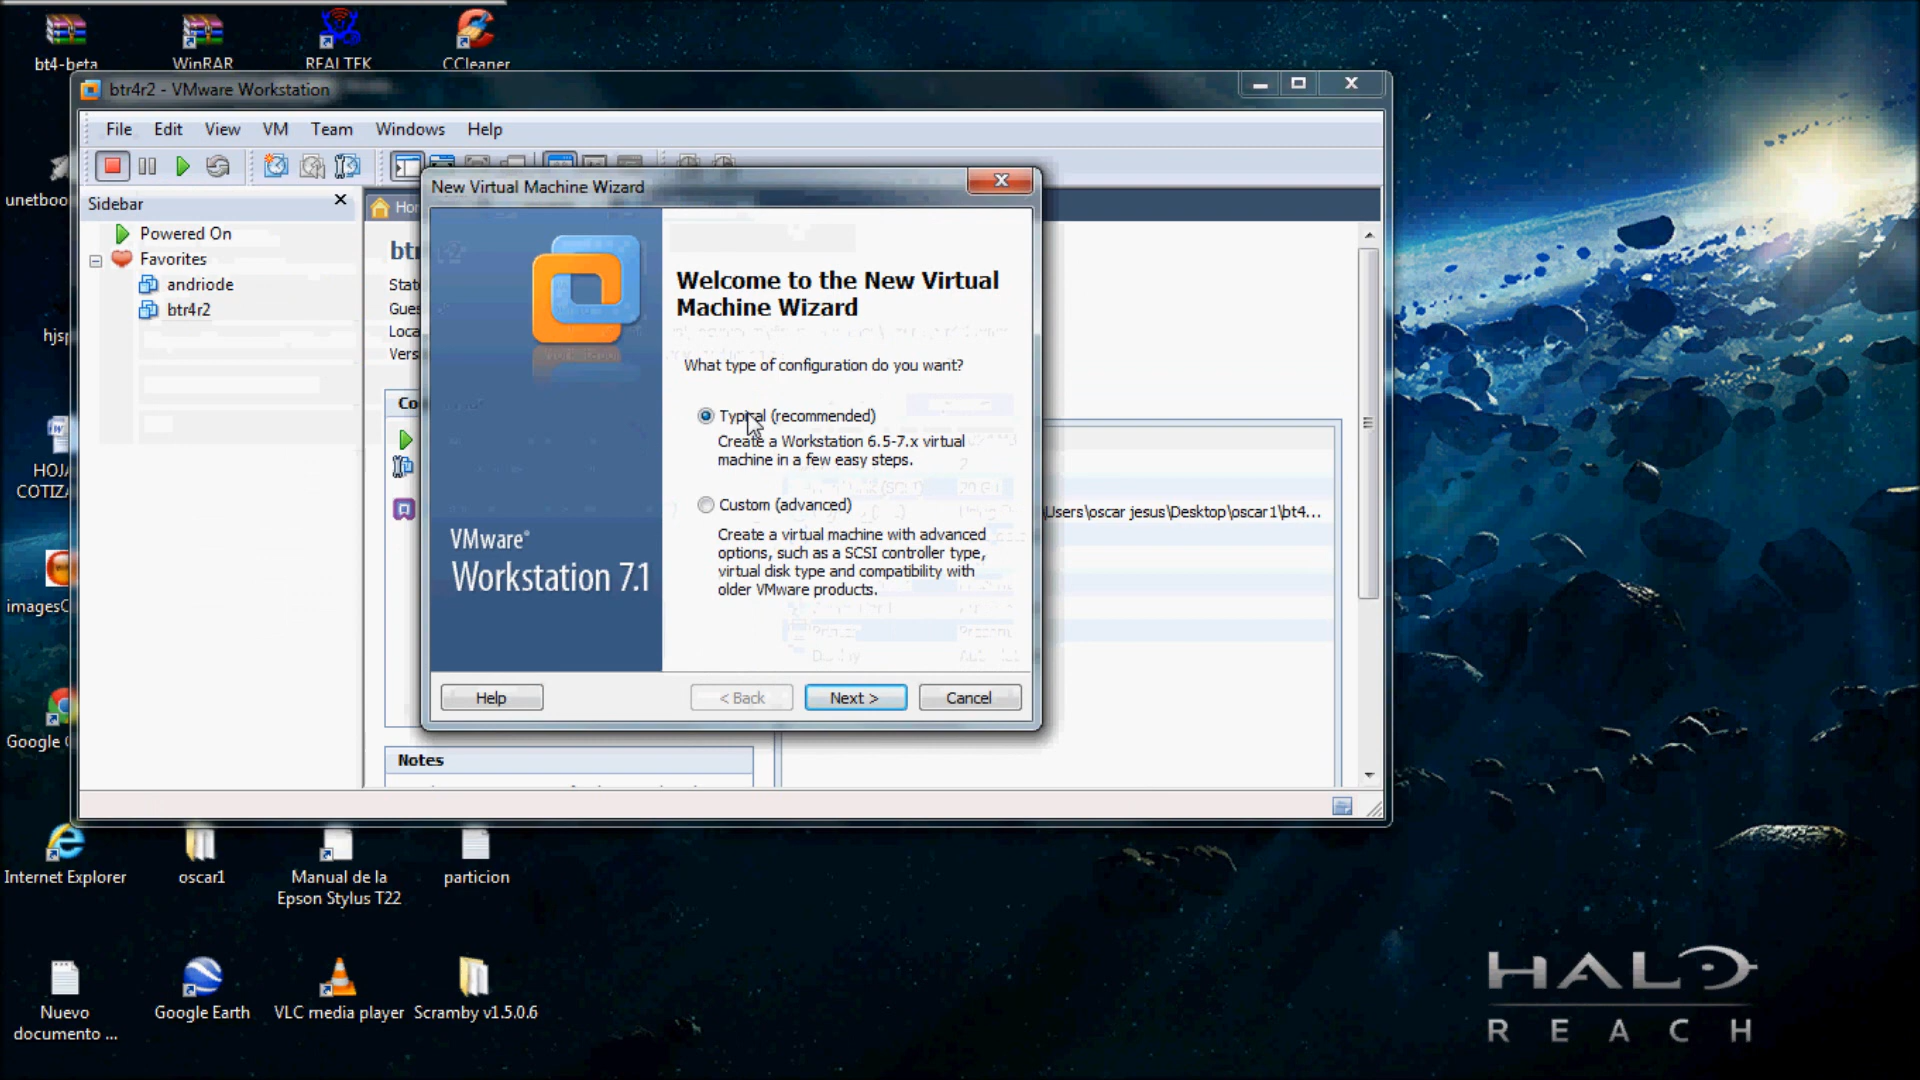 bt4-beta
WinRAR
REALTEK
CCleaner
btr4r2 - VMware Workstation
File Edit View VM Team Windows Help
Sidebar
Powered On
Favorites
andriode
btr4r2
New Virtual Machine Wizard
Welcome to the New Virtual
Machine Wizard
What type of configuration do you want?
Typical (recommended)
Create a Workstation 6.5-7.x virtual
machine in a few easy steps.
Custom (advanced)
Create a virtual machine with advanced
options, such as a SCSI controller type,
virtual disk type and compatibility with
older VMware products.
VMware®
Workstation 7.1
Help
< Back
Next >
Cancel
\Users\oscar jesus\Desktop\oscar1\bt4...
Notes
unetboo
hjsp
HOJA
COTIZA
imagesC
Google
Internet Explorer
oscar1
Manual de la
Epson Stylus T22
particion
Nuevo
documento ...
Google Earth
VLC media player
Scramby v1.5.0.6
HALO
REACH